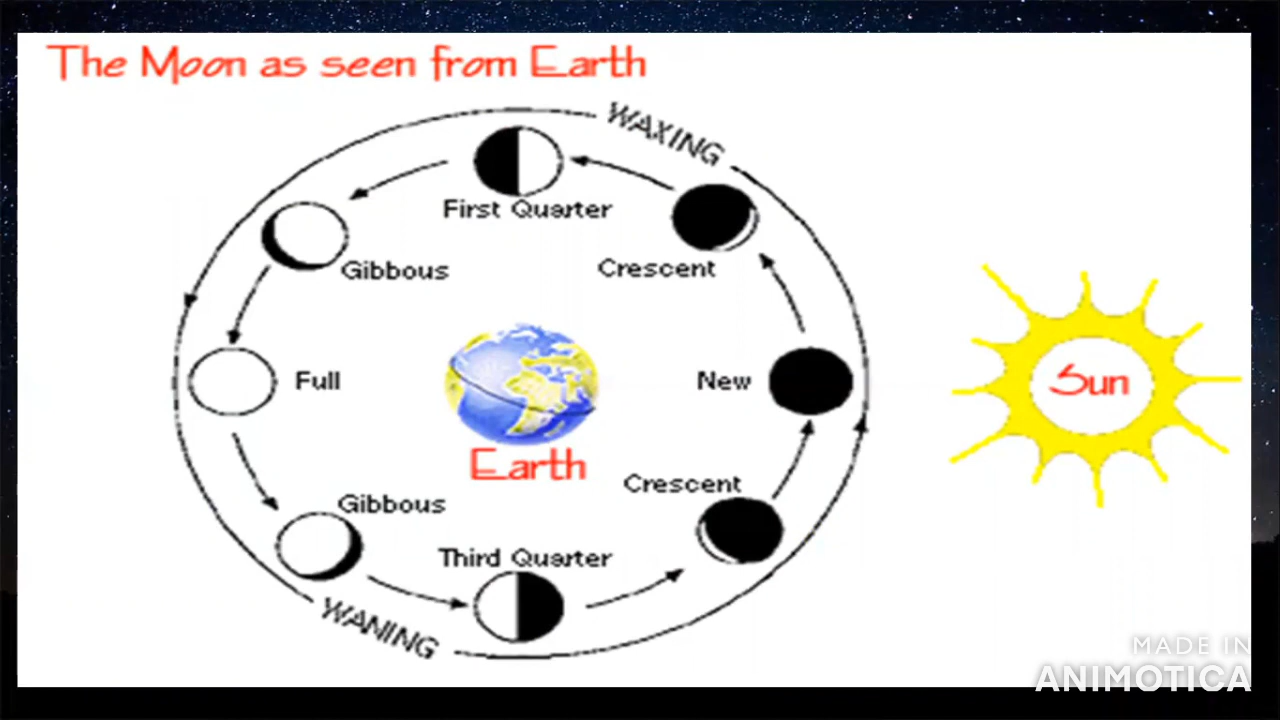 The Moon as seen from Earth
WAXING
First Quarter
Gibbous
Crescent
Full
New
Sun
Earth
Crescent
Gibbous
Third Quarter
WANING
MADE IN
ANIMOTICA